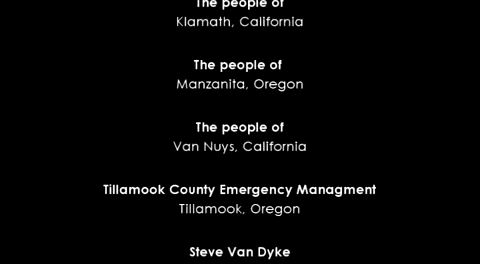 The people of
Klamath, California
The people of
Manzanita, Oregon
The people of
Van Nuys, California
Tillamook County Emergency Managment
Tillamook, Oregon
Steve Van Dyke